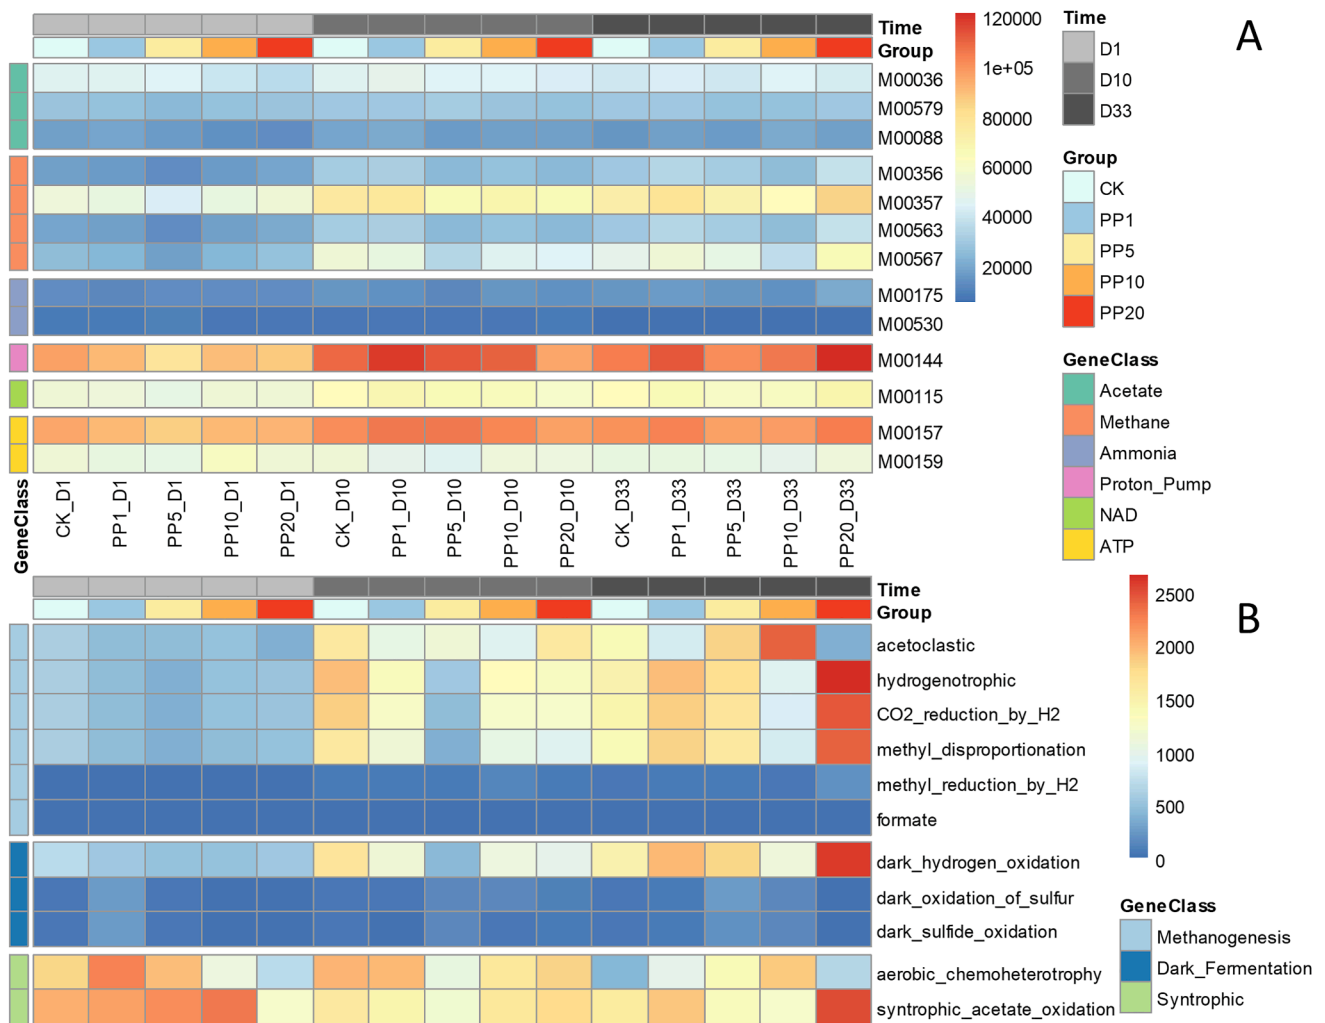 A
Time
Group
M00036
M00579
M00088
M00356
M00357
M00563
M00567
M00175
M00530
M00144
M00115
M00157
M00159
120000
1e+05
80000
60000
40000
20000
Time
D1
D10
D33
Group
CK
PP1
PP5
PP10
PP20
GeneClass
Acetate
Methane
Ammonia
Proton_Pump
NAD
ATP
GeneClass
CK_D1
PP1_D1
PP5_D1
PP10_D1
PP20_D1
CK_D10
PP1_D10
PP5_D10
PP10_D10
PP20_D10
CK_D33
PP1_D33
PP5_D33
PP10_D33
PP20_D33
B
Time
Group
acetoclastic
hydrogenotrophic
CO2_reduction_by_H2
methyl_disproportionation
methyl_reduction_by_H2
formate
dark_hydrogen_oxidation
dark_oxidation_of_sulfur
dark_sulfide_oxidation
aerobic_chemoheterotrophy
syntrophic_acetate_oxidation
2500
2000
1500
1000
500
0
GeneClass
Methanogenesis
Dark_Fermentation
Syntrophic